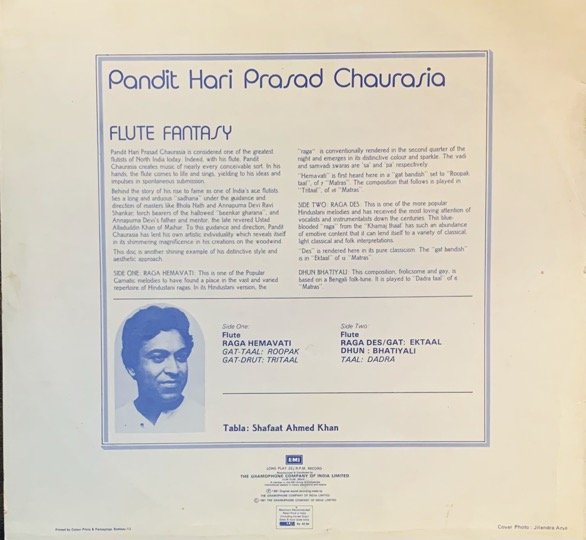 Pandit Hari Prasad Chaurasia
FLUTE FANTASY
Pandit Hari Prasad Chaurasia is considered one of the greatest
flutists of North India today. Indeed, with his flute, Pandit
Chaurasia creates music of nearly every conceivable sort. In his
hands, the flute comes to life and sings, yielding to his ideas and
impulses in spontaneous submission.
Behind the story of his rise to fame as one of India's ace flutists
lies a long and arduous "sadhana" under the guidance and
direction of masters like Bhola Nath and Annapurna Devi Ravi
Shankar, torch bearers of the hallowed "beenkar gharana", and
Annapurna Devi's father and mentor, the late revered Ustad
Allauddin Khan of Maihar. To this guidance and direction, Pandit
Chaurasia has lent his own artistic individuality which reveals itself
in its shimmering magnificence in his creations on the woodwind.
This disc is another shining example of his distinctive style and
aesthetic approach.
SIDE ONE: RAGA HEMAVATI: This is one of the Popular
Carnatic melodies to have found a place in the vast and varied
repertoire of Hindustani ragas. In its Hindustani version, the
"raga" is conventionally rendered in the second quarter of the
night and emerges in its distinctive colour and sparkle. The vadi
and samvadi swaras are 'sa' and 'pa' respectively.
"Hemavati" is first heard here in a "gat bandish" set to "Roopak
taal", of "Matras". The composition that follows is played in
"Tritaal", of "Matras"
SIDE TWO: RAGA DES: This is one of the more popular
Hindustani melodies and has received the most loving attention of
vocalists and instrumentalists down the centuries. This blue-
blooded "raga" from the "Khamaj thaat" has such an abundance
of emotive content that it can lend itself to a variety of classical,
light classical and folk interpretations.
"Des" is rendered here in its pure classicism. The "gat bandish"
is in "Ektaal" of "Matras"
DHUN BHATIYALI: This composition, frolicsome and gay, is
based on a Bengali folk-tune. It is played to "Dadra taal" of
"Matras".
Side One:
Flute
RAGA HEMAVATI
GAT-TAAL: ROOPAK
GAT-DRUT: TRITAAL
Side Two:
Flute
RAGA DES/GAT: EKTAAL
DHUN : BHATIYALI
TAAL: DADRA
Tabla: Shafaat Ahmed Khan
EMI
LONG PLAY 33⅓ R.P.M. RECORD
THE GRAMOPHONE COMPANY OF INDIA LIMITED
THE GRAMOPHONE COMPANY OF INDIA LIMITED
Cover Photo : Jitendra Arya